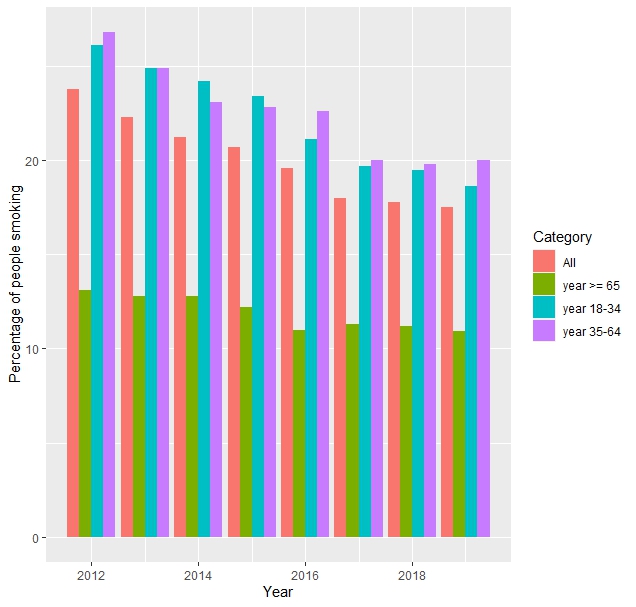 Percentage of people smoking
20
10
0
2012
2014
2016
2018
Year
Category
All
year >= 65
year 18-34
year 35-64